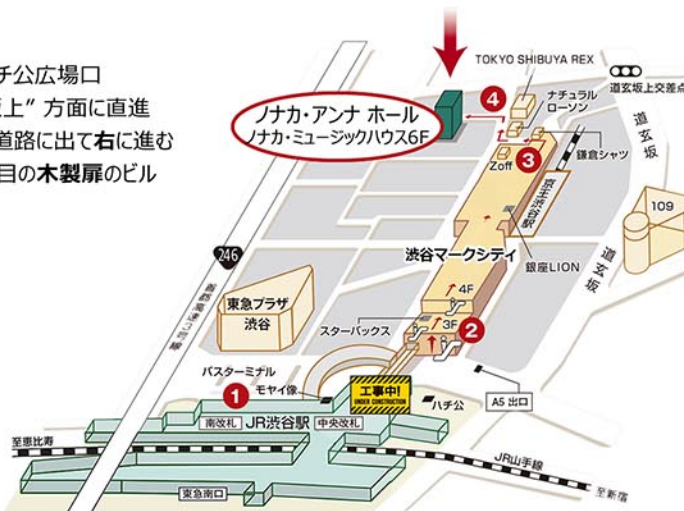 チ公広場口
上” 方面に直進
道路に出て右に進む
目の木製扉のビル
TOKYO SHIBUYA REX
道玄坂上交差点
ナチュラル
ローソン
4
ノナカ・アンナ ホール
ノナカ・ミュージックハウス6F
道玄坂
鎌倉シャツ
3
Zoff
京王渋谷駅
109
246
渋谷マークシティ
銀座LION
道玄坂
首都高速3号線
4F
東急プラザ
渋谷
スターバックス
3F
2
バスターミナル
1
モヤイ像
工事中!
UNDER CONSTRUCTION
ハチ公
A5 出口
南改札
JR渋谷駅
中央改札
至恵比寿
JR山手線
東急南口
至新宿